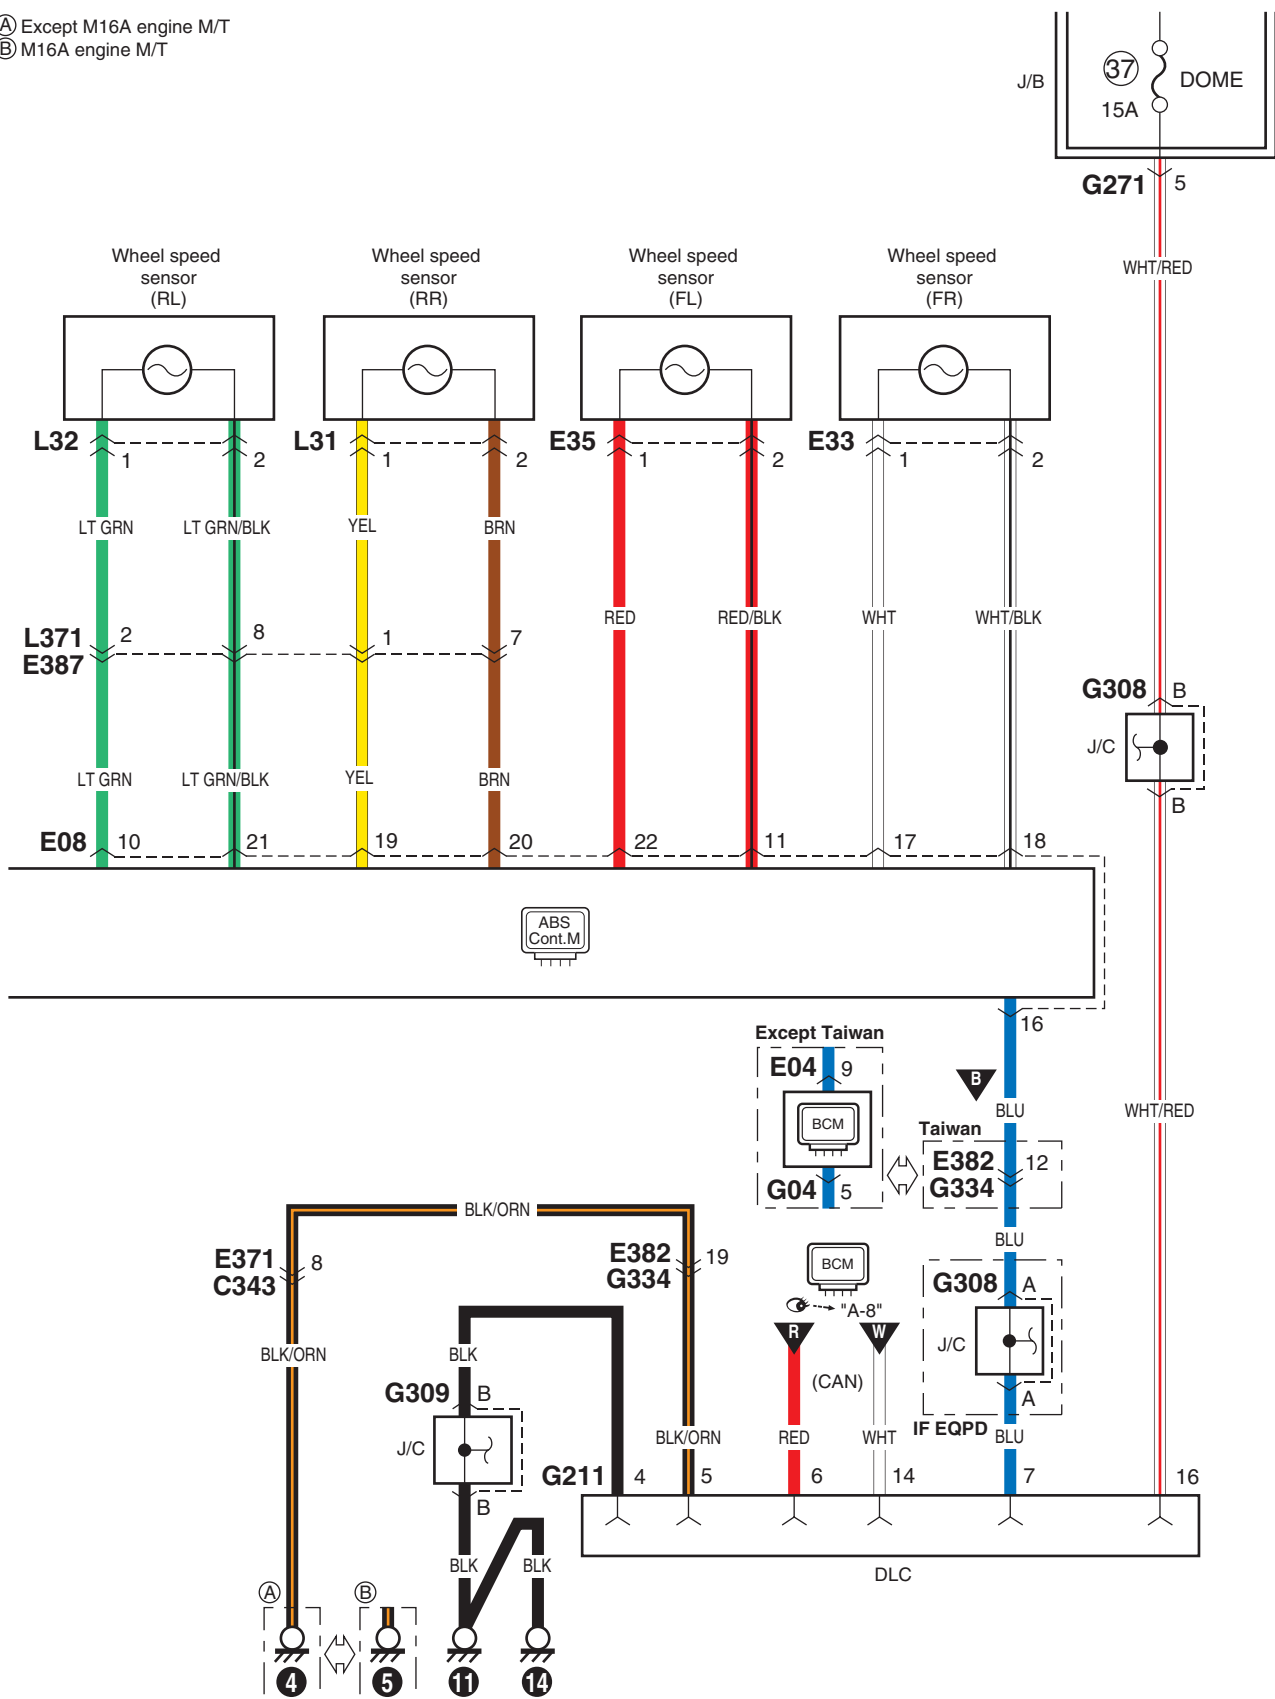 Ⓐ Except M16A engine M/T
Ⓑ M16A engine M/T
J/B
37
15A
DOME
G271
5
WHT/RED
Wheel speed
sensor
(RL)
Wheel speed
sensor
(RR)
Wheel speed
sensor
(FL)
Wheel speed
sensor
(FR)
L32
1
2
L31
1
2
E35
1
2
E33
1
2
LT GRN
LT GRN/BLK
YEL
BRN
RED
RED/BLK
WHT
WHT/BLK
L371
E387
2
8
1
7
G308
B
J/C
B
LT GRN
LT GRN/BLK
YEL
BRN
E08
10
21
19
20
22
11
17
18
ABS
Cont.M
16
Except Taiwan
E04
9
BCM
G04
5
B
BLU
WHT/RED
Taiwan
E382
G334
12
BLK/ORN
BLU
E371
C343
8
E382
G334
19
BCM
"A-8"
G308
A
J/C
A
IF EQPD
R
W
(CAN)
BLK/ORN
BLK
G309
B
J/C
B
BLK/ORN
RED
WHT
BLU
G211
4
5
6
14
7
16
DLC
BLK
BLK
Ⓐ
Ⓑ
4
5
11
14